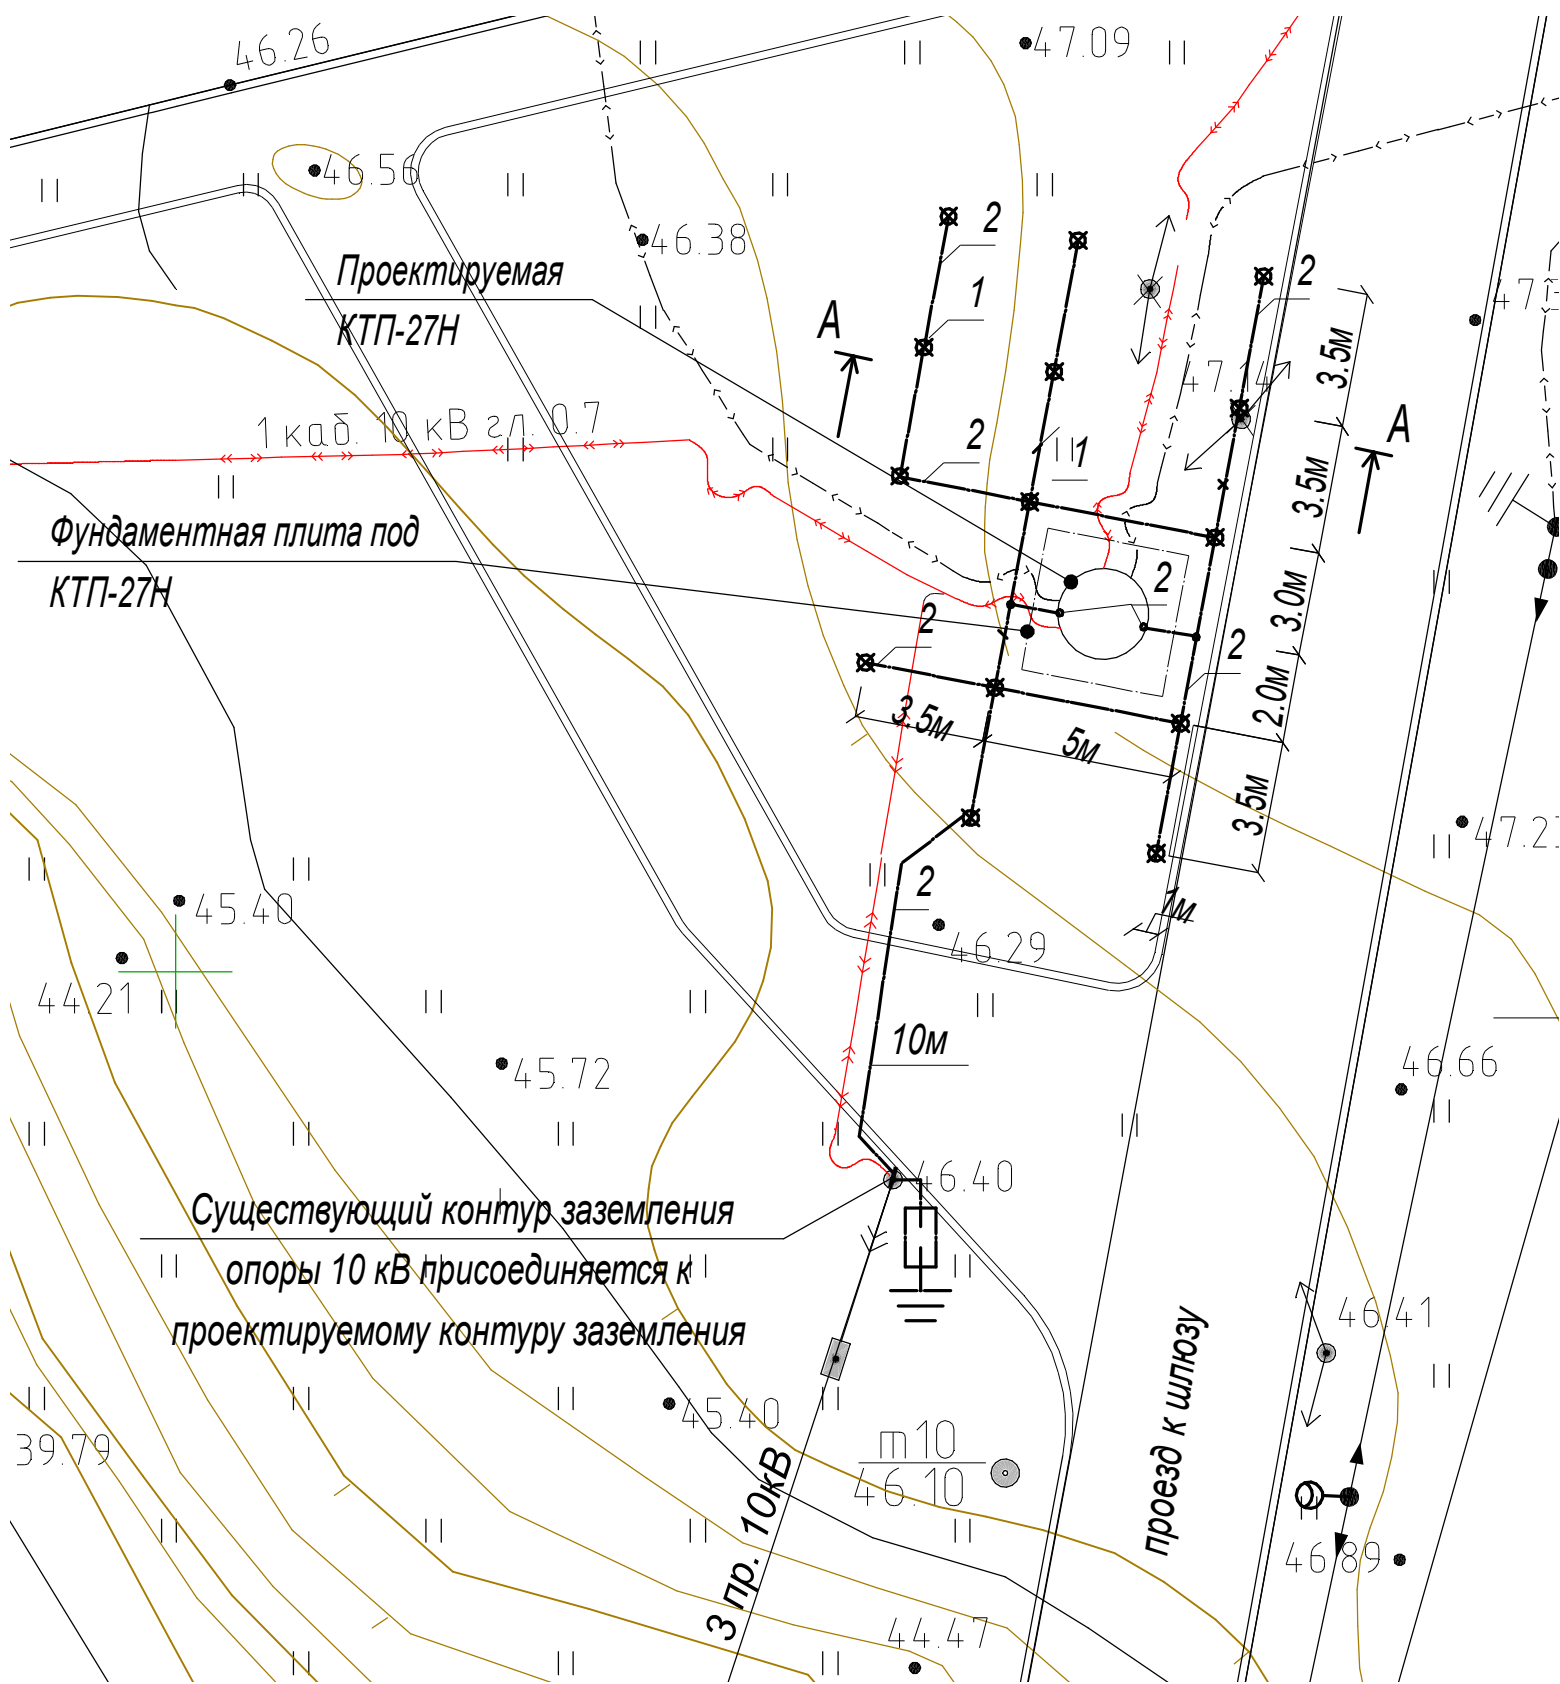 46.26
47.09
46.56
46.38
2
Проектируемая
КТП-27Н
1
2
А
3.5м
47.14
1 каб. 10 кВ гл. 0.7
2
1
А
3.5м
Фундаментная плита под
КТП-27Н
2
3.0м
2
2
2.0м
3.5м
5м
3.5м
47.23
2
1м
45.40
46.29
44.21
10м
45.72
46.66
46.40
Существующий контур заземления
опоры 10 кВ присоединяется к
проектируемому контуру заземления
46.41
проезд к шлюзу
45.40
39.79
m10
46.10
3 пр. 10кВ
46.89
44.47